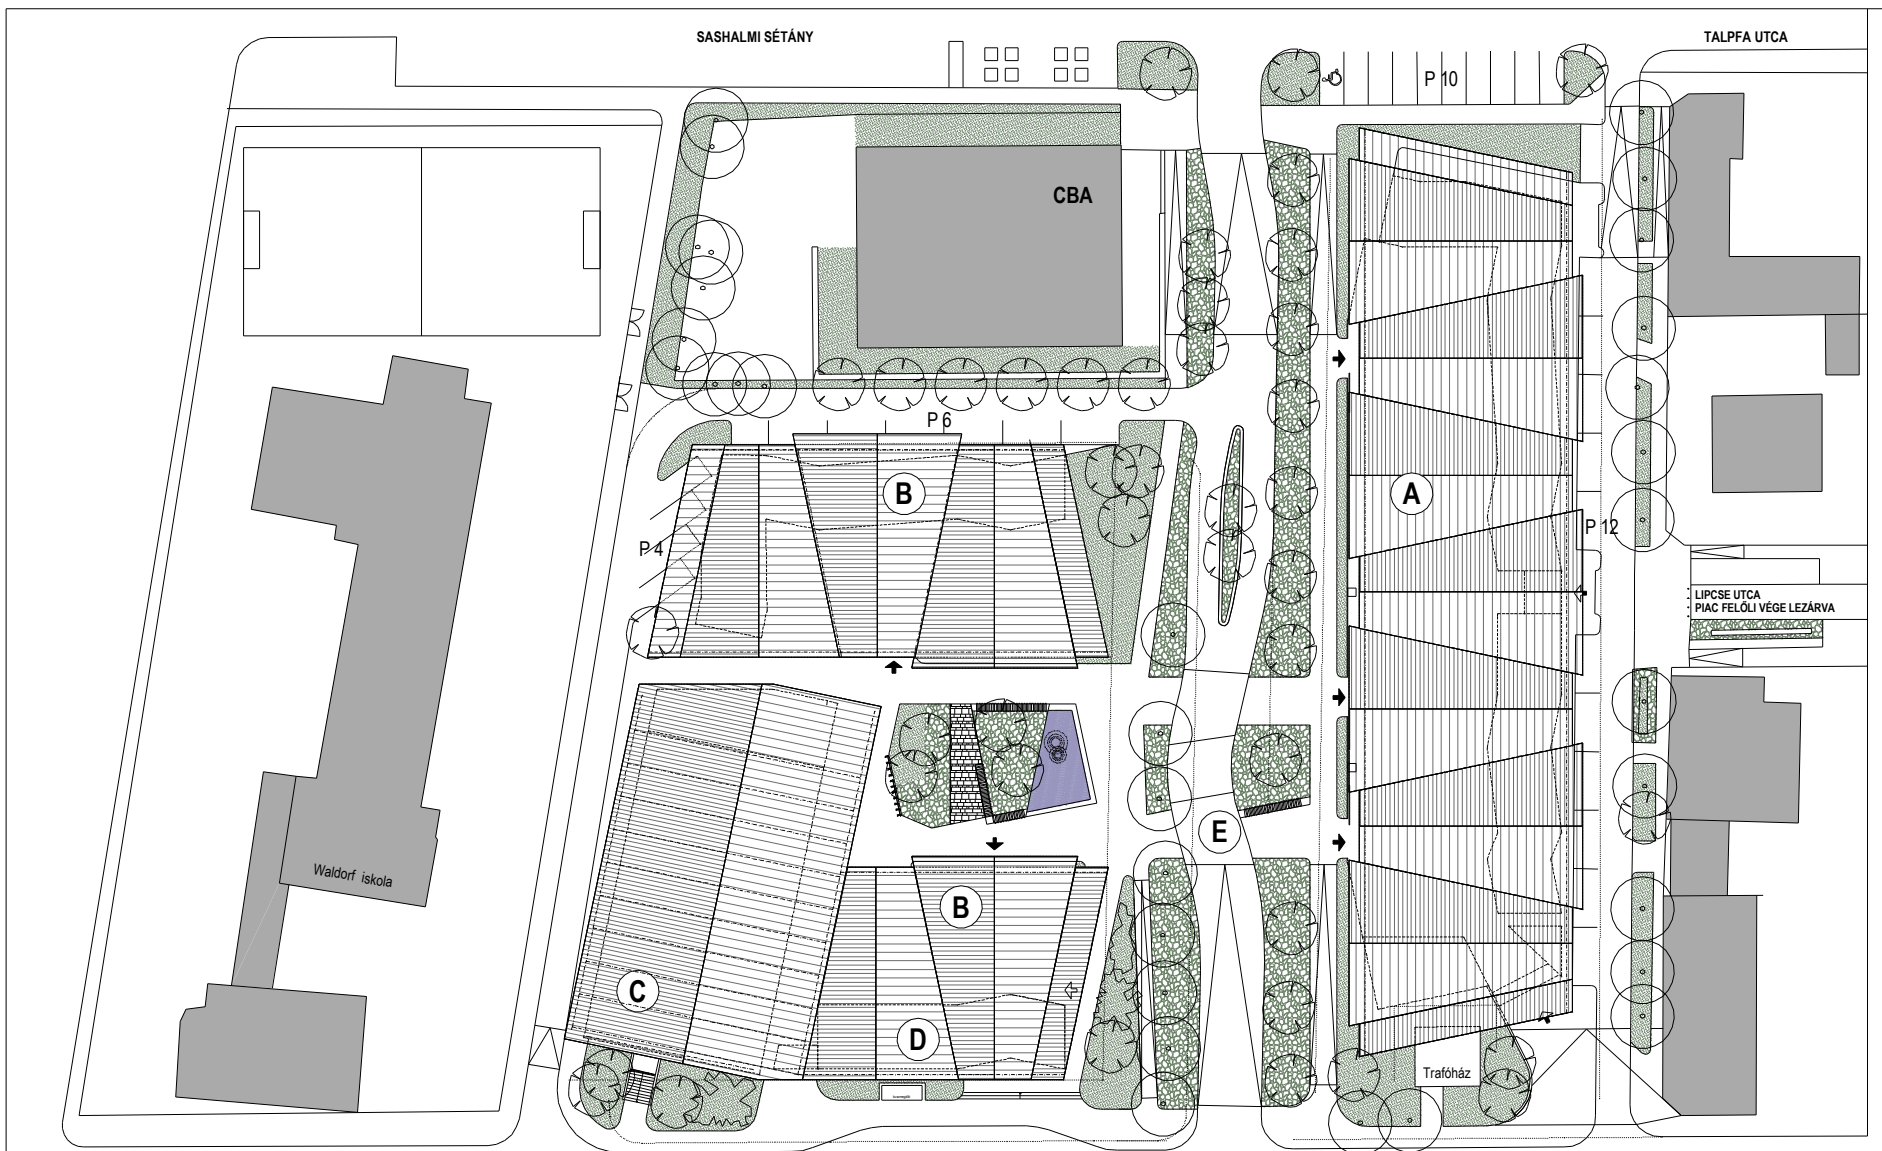 SASHALMI SÉTÁNY
TALPFA UTCA
P 10
CBA
P 6
B
A
P 4
P 12
LIPCSE UTCA
PIAC FELŐLI VÉGE LEZÁRVA
E
Waldorf iskola
B
C
D
Trafóház